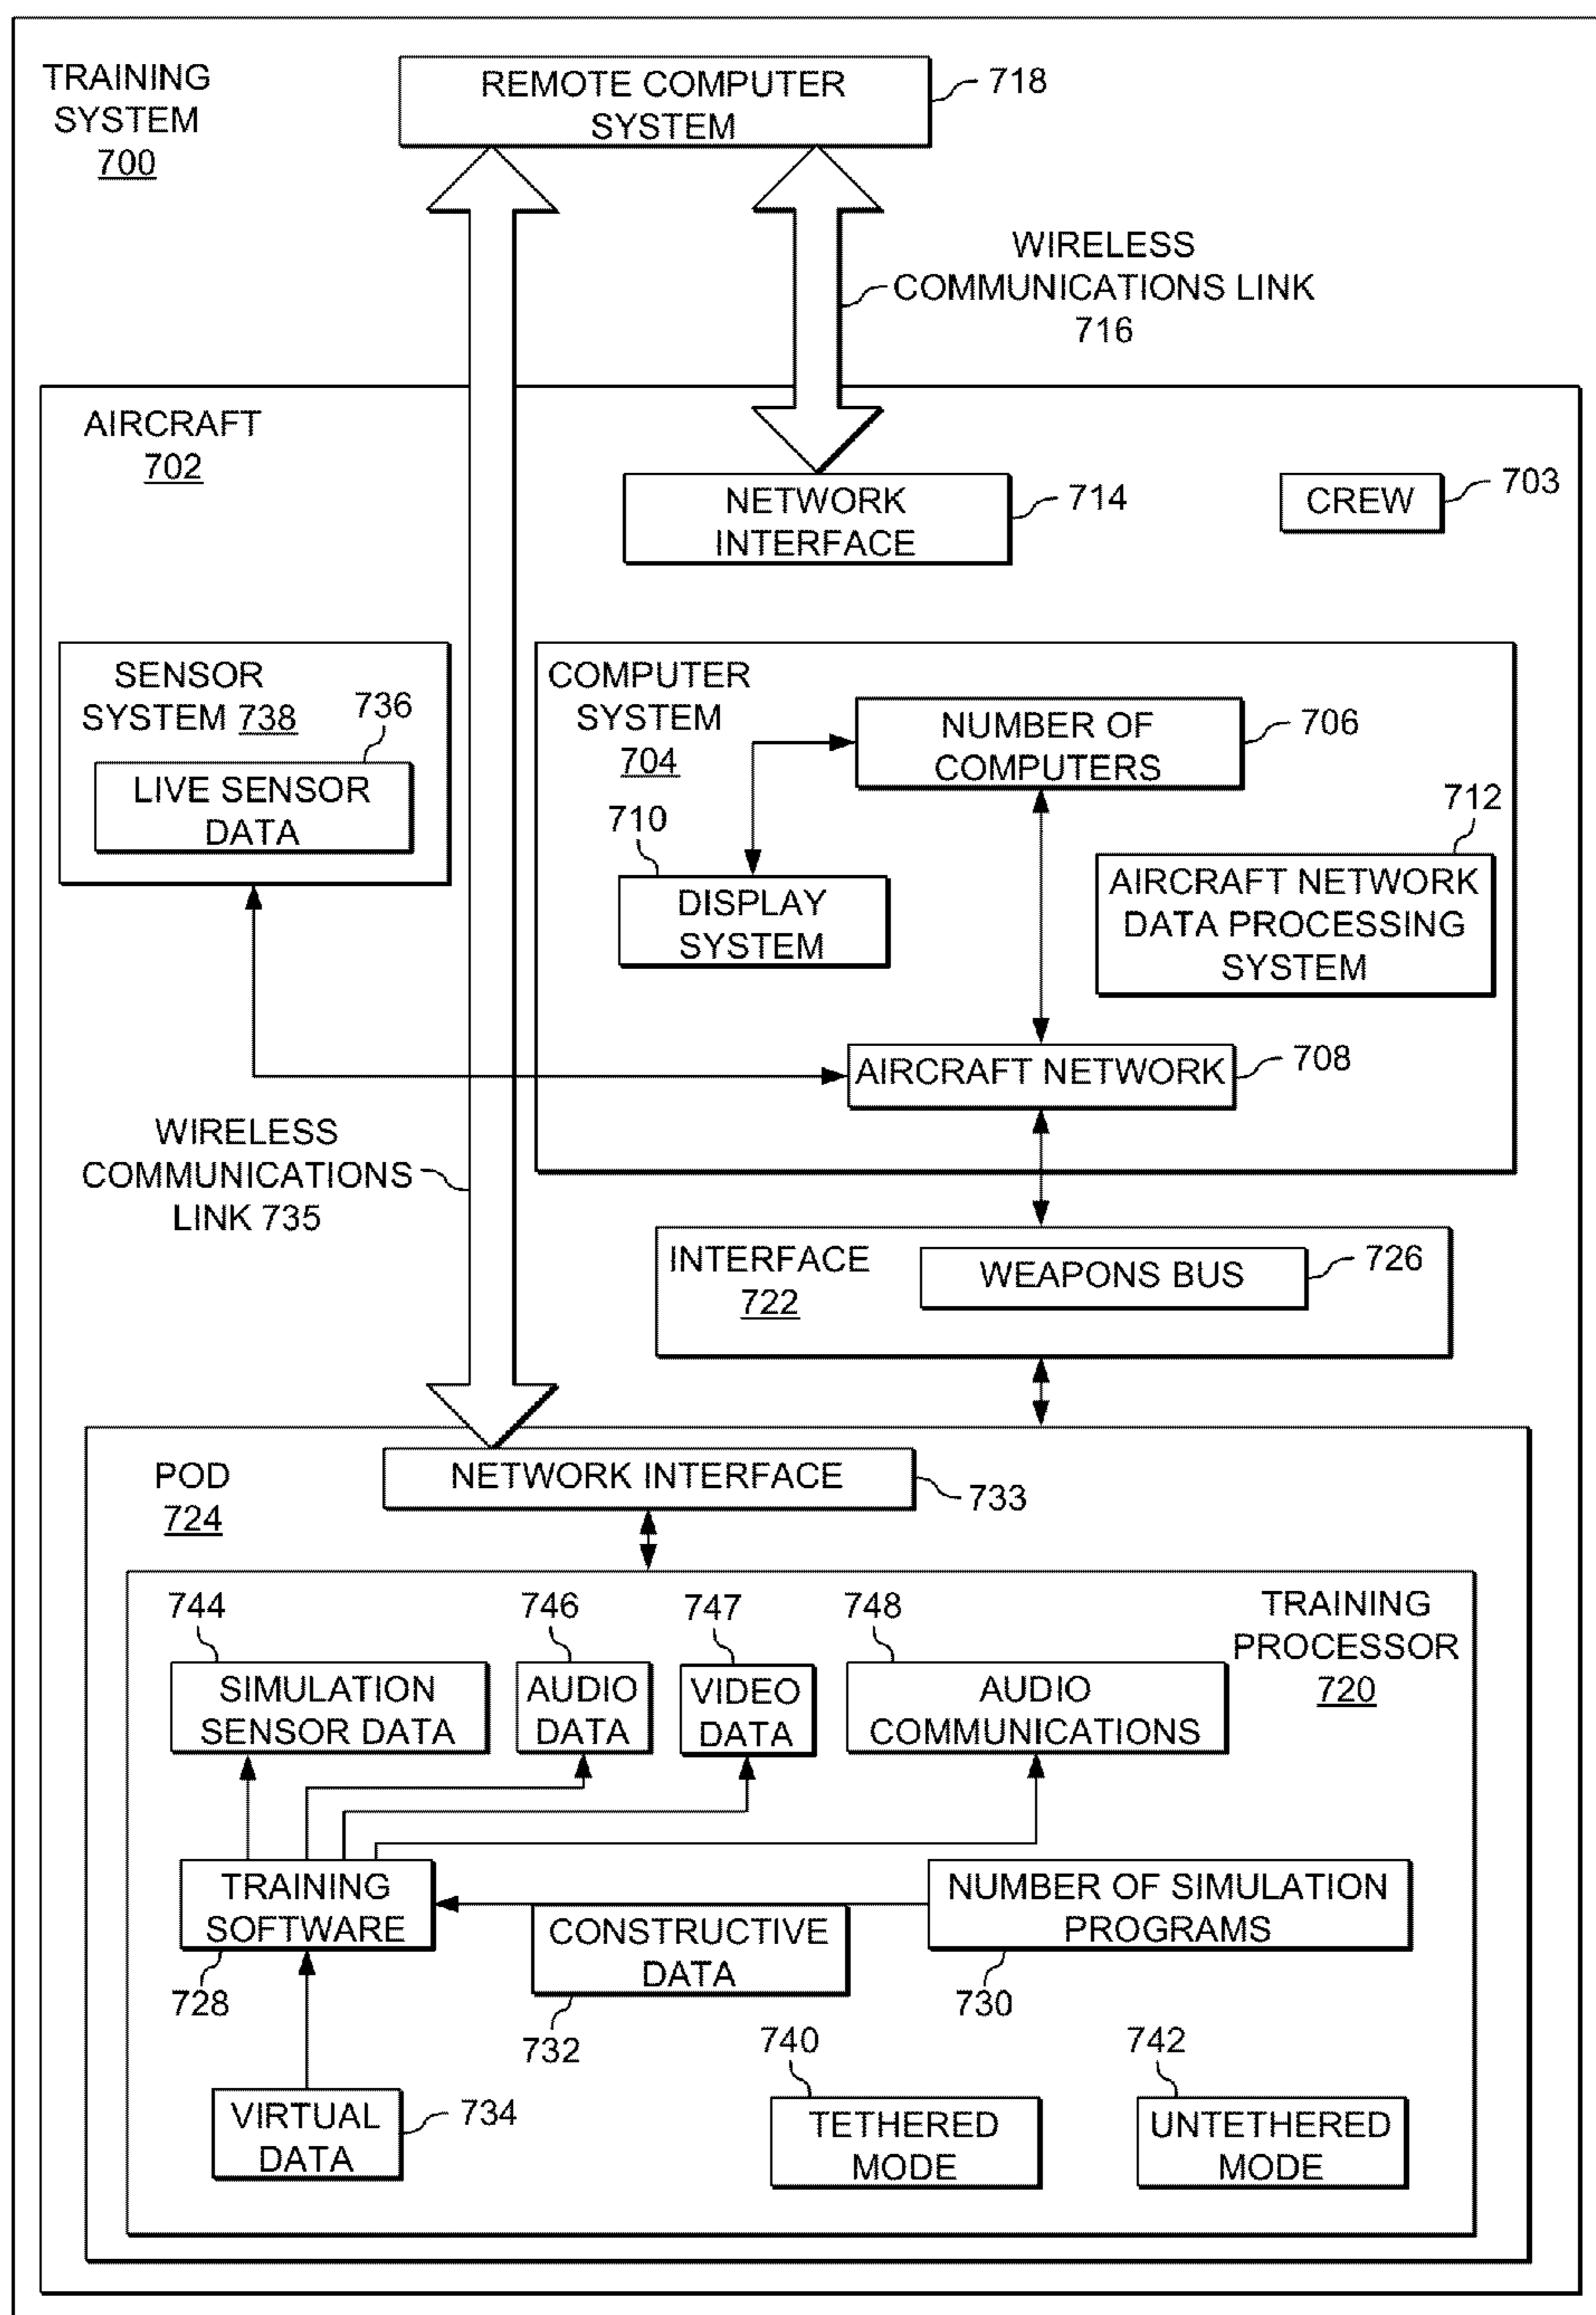 TRAINING
SYSTEM
700
REMOTE COMPUTER
SYSTEM
718
WIRELESS
COMMUNICATIONS LINK
716
AIRCRAFT
702
NETWORK
INTERFACE
714
CREW
703
SENSOR
SYSTEM 738
736
LIVE SENSOR
DATA
COMPUTER
SYSTEM
704
NUMBER OF
COMPUTERS
706
710
DISPLAY
SYSTEM
712
AIRCRAFT NETWORK
DATA PROCESSING
SYSTEM
AIRCRAFT NETWORK
708
WIRELESS
COMMUNICATIONS
LINK 735
INTERFACE
722
WEAPONS BUS
726
POD
724
NETWORK INTERFACE
733
TRAINING
PROCESSOR
720
744
SIMULATION
SENSOR DATA
746
AUDIO
DATA
747
VIDEO
DATA
748
AUDIO
COMMUNICATIONS
TRAINING
SOFTWARE
728
CONSTRUCTIVE
DATA
732
NUMBER OF SIMULATION
PROGRAMS
730
VIRTUAL
DATA
734
740
TETHERED
MODE
742
UNTETHERED
MODE